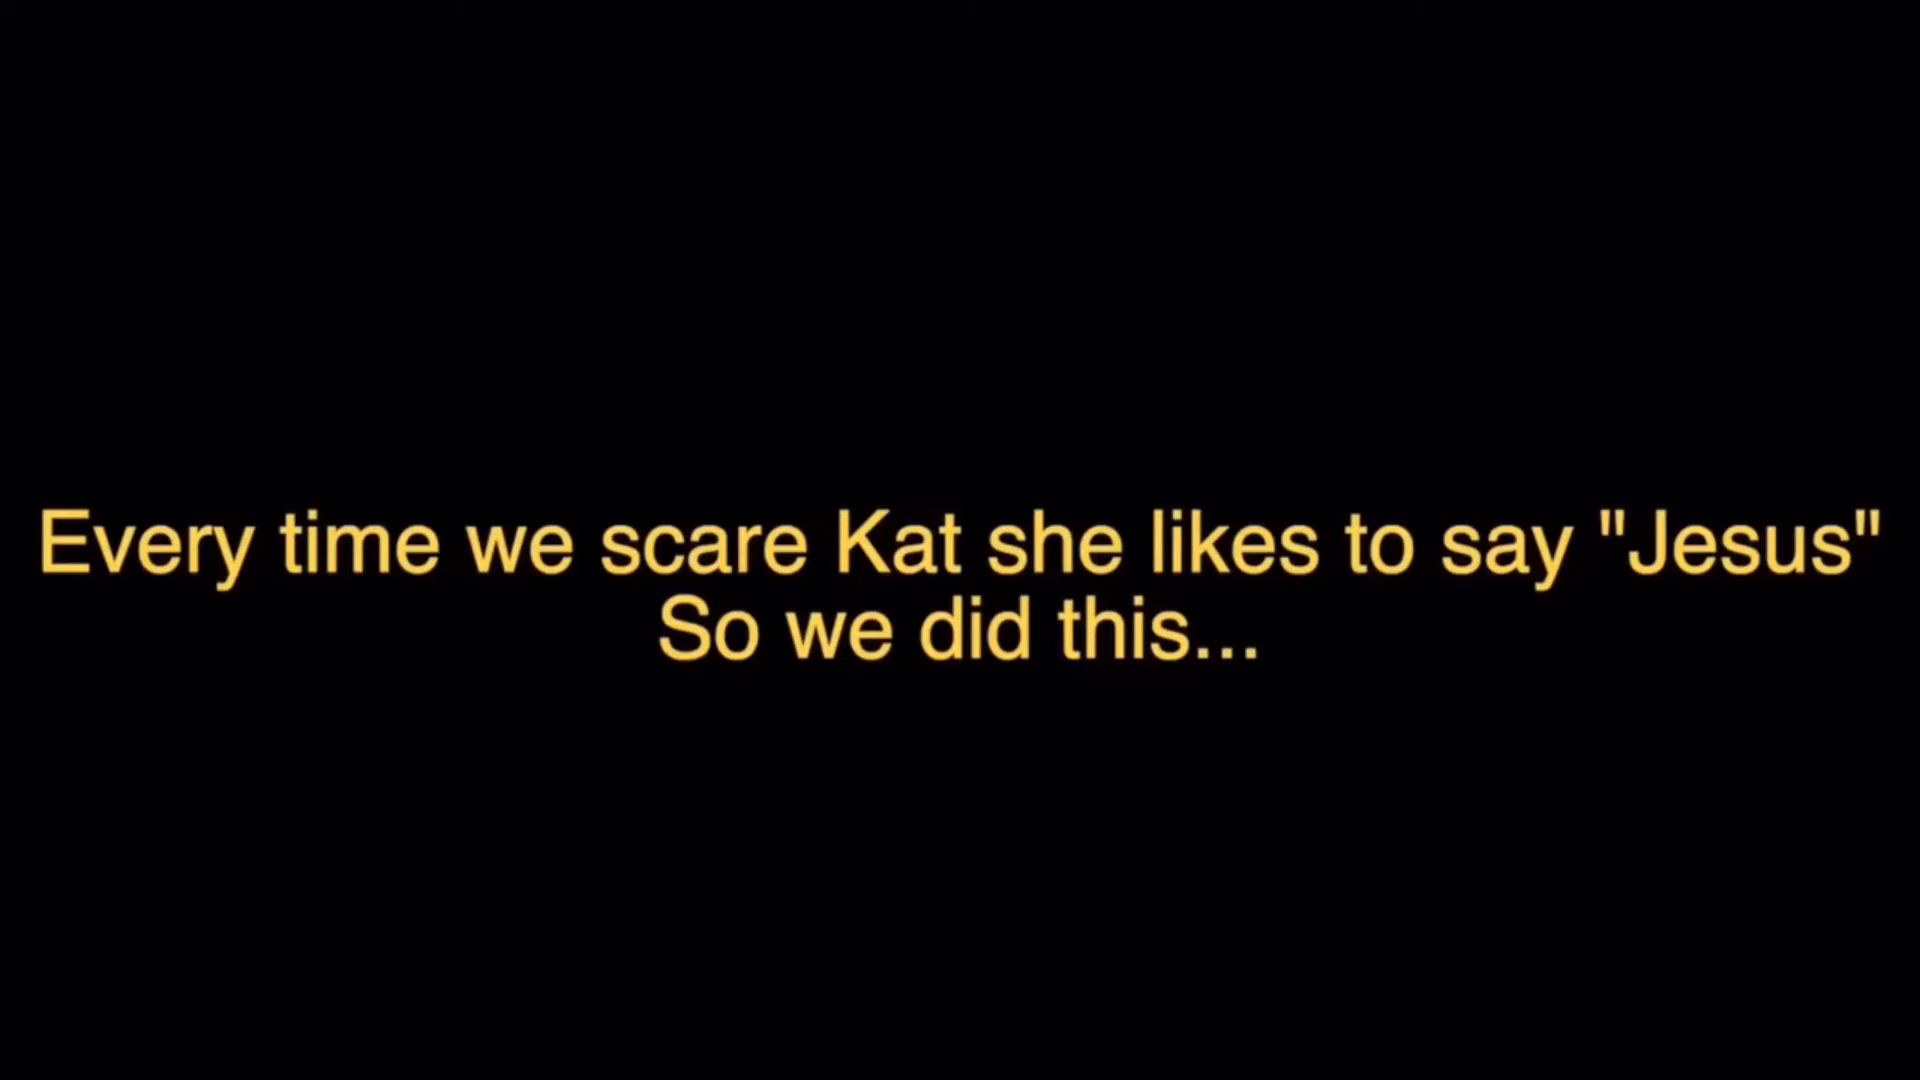 Every time we scare Kat she likes to say "Jesus"
So we did this...